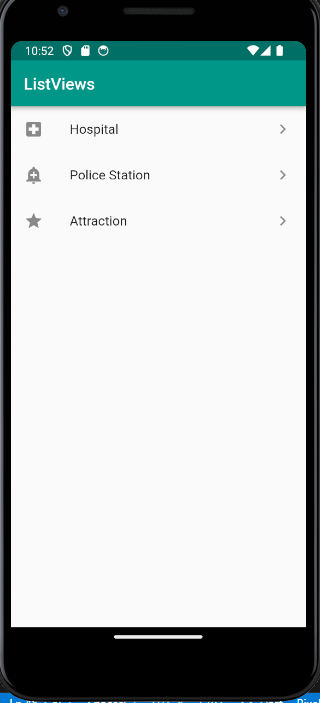 10:52
ListViews
Hospital
Police Station
Attraction